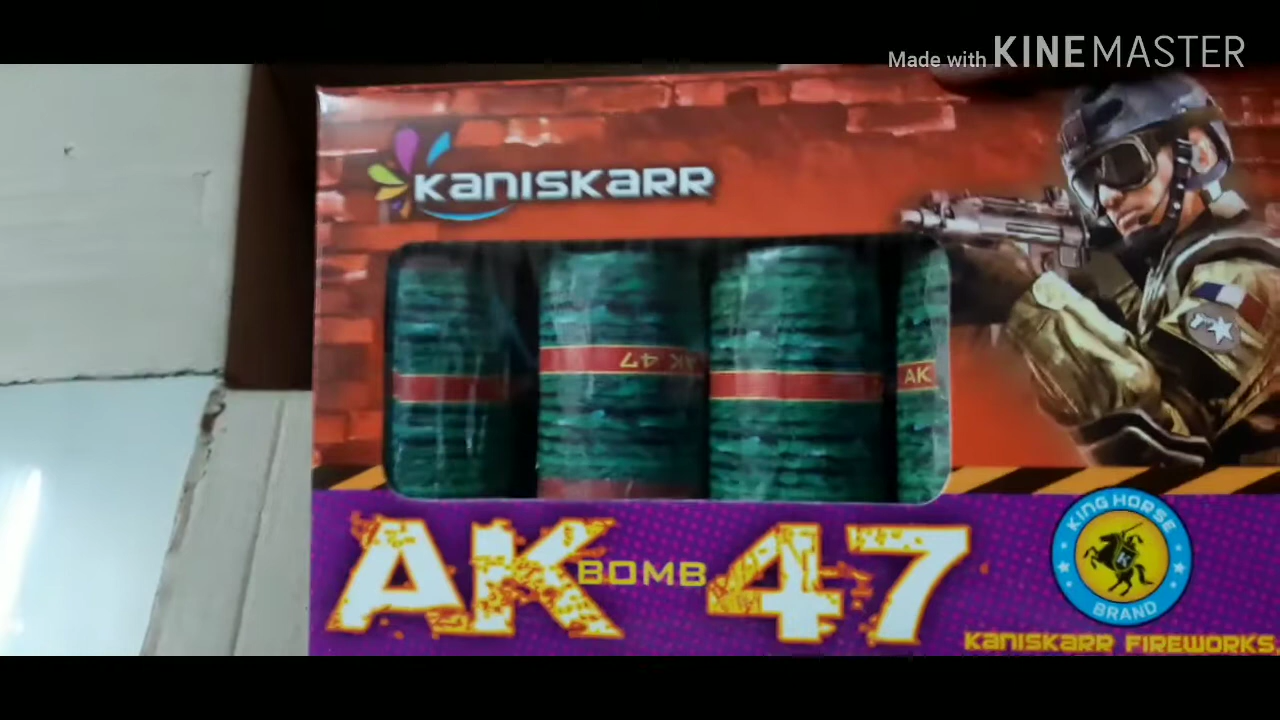 Made with KINEMASTER
KANISKARR
AK 47
AK
AK BOMB 47
KING HORSE
K
BRAND
KANISKARR FIREWORKS